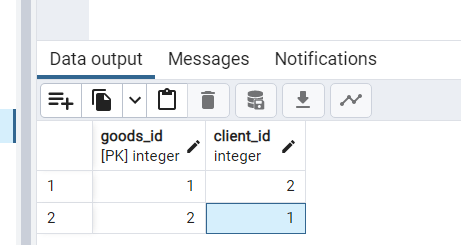 Data output Messages Notifications
goods_id client_id
[PK] integer integer
1 1 2
2 2 1